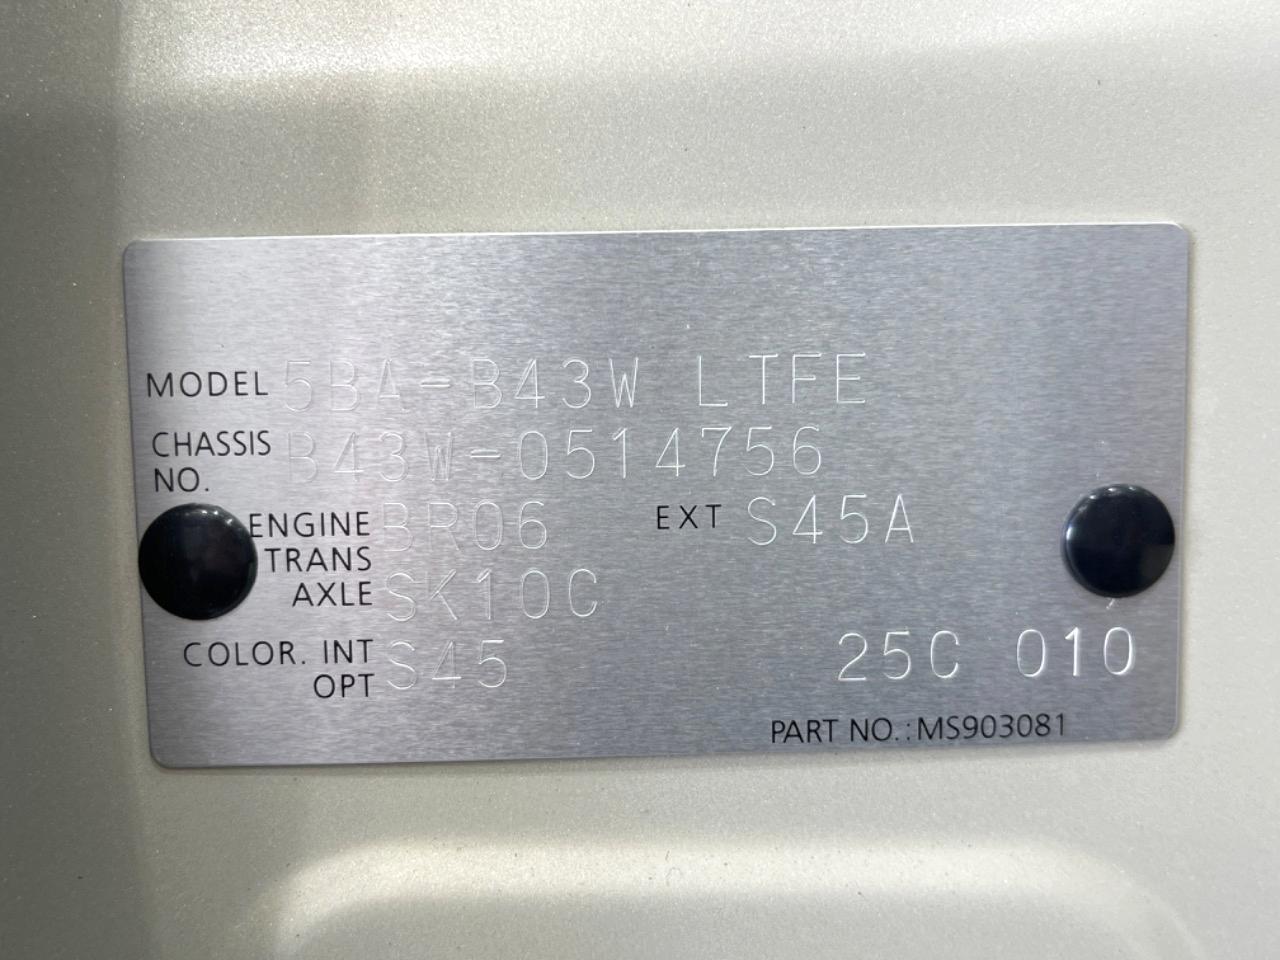 MODEL 5BA-B43W LTFE
CHASSIS NO. B43W-0514756
ENGINE BR06 EXT S45A
TRANS AXLE SK10C
COLOR. INT OPT S45 25C 010
PART NO.: MS903081